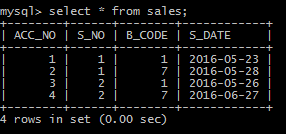 mysql> select * from sales;
+--------+------+--------+------------+
| ACC_NO | S_NO | B_CODE | S_DATE     |
+--------+------+--------+------------+
|      1 |    1 |      1 | 2016-05-23 |
|      2 |    1 |      7 | 2016-05-28 |
|      3 |    2 |      1 | 2016-06-26 |
|      4 |    2 |      7 | 2016-06-27 |
+--------+------+--------+------------+
4 rows in set (0.00 sec)